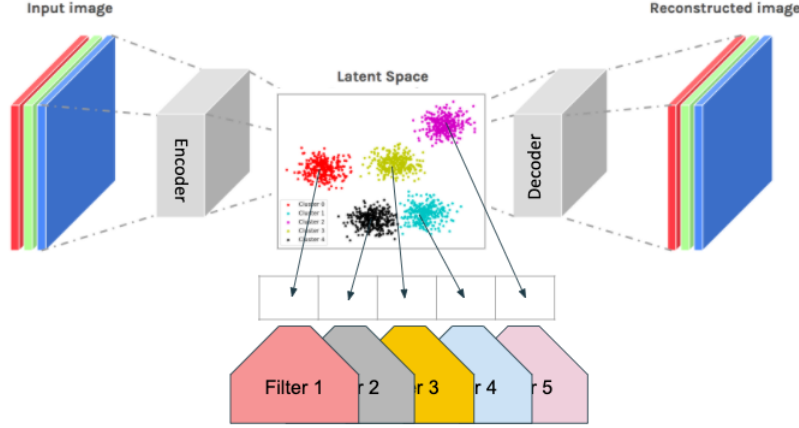 Input image
Reconstructed image
Latent Space
Encoder
Decoder
Cluster 0
Cluster 1
Cluster 2
Cluster 3
Cluster 4
Filter 1
r 2
r 3
r 4
r 5